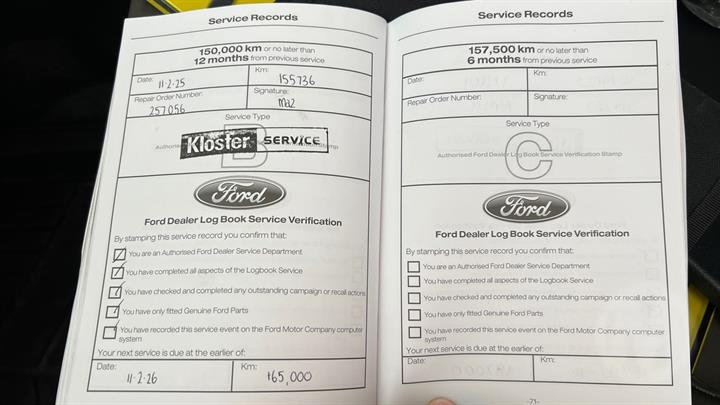 Service Records
150,000 km or no later than
12 months from previous service
Date: 11·2·25
Km: 155736
Repair Order Number: 257056
Signature:
Service Type
B
Kloster SERVICE
Ford
Ford Dealer Log Book Service Verification
By stamping this service record you confirm that:
You are an Authorised Ford Dealer Service Department
You have completed all aspects of the Logbook Service
You have checked and completed any outstanding campaign or recall actions
You have only fitted Genuine Ford Parts
You have recorded this service event on the Ford Motor Company computer
system
Your next service is due at the earlier of:
Date: 11-2-26
Km: 165,000
Service Records
157,500 km or no later than
6 months from previous service
Date:
Km:
Repair Order Number:
Signature:
Service Type
C
Authorised Ford Dealer Log Book Service Verification Stamp
Ford
Ford Dealer Log Book Service Verification
By stamping this service record you confirm that:
You are an Authorised Ford Dealer Service Department
You have completed all aspects of the Logbook Service
You have checked and completed any outstanding campaign or recall actions
You have only fitted Genuine Ford Parts
You have recorded this service event on the Ford Motor Company computer
system
Your next service is due at the earlier of:
Date:
Km:
-71-